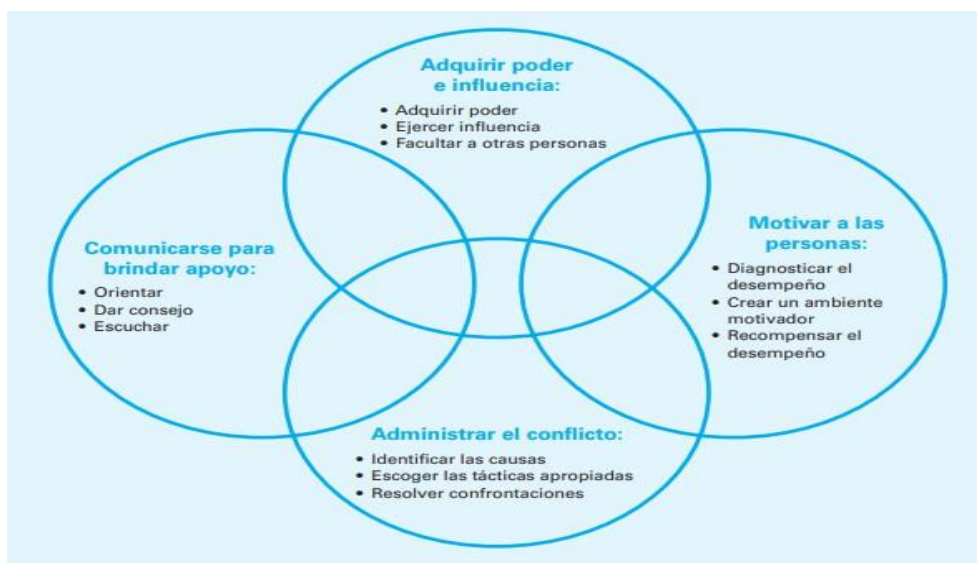 Adquirir poder
e influencia:
• Adquirir poder
• Ejercer influencia
• Facultar a otras personas
Comunicarse para
brindar apoyo:
• Orientar
• Dar consejo
• Escuchar
Motivar a las
personas:
• Diagnosticar el
desempeño
• Crear un ambiente
motivador
• Recompensar el
desempeño
Administrar el conflicto:
• Identificar las causas
• Escoger las tácticas apropiadas
• Resolver confrontaciones